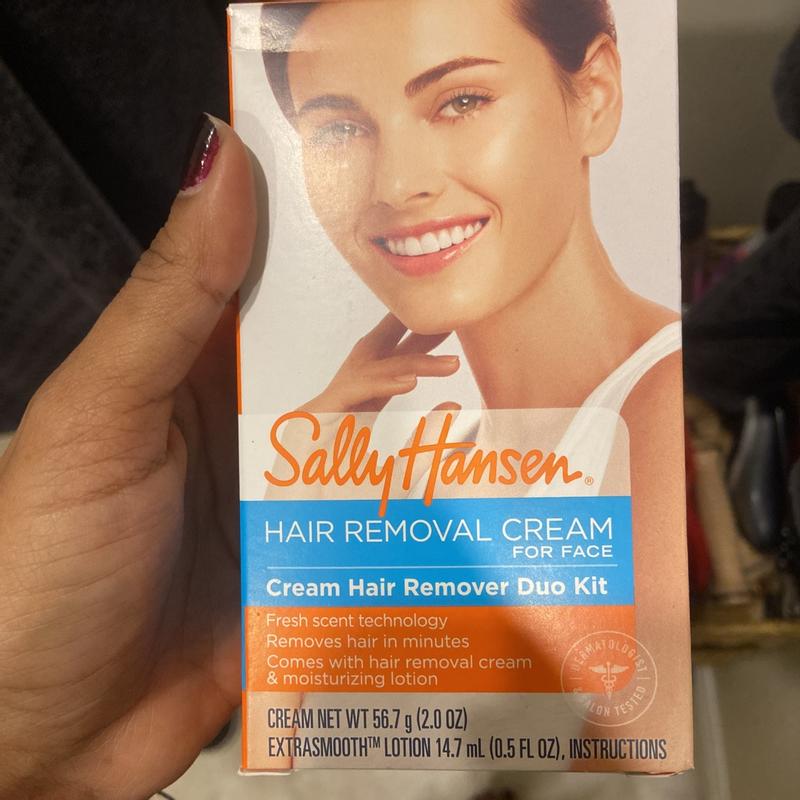 Sally Hansen®
HAIR REMOVAL CREAM
FOR FACE
Cream Hair Remover Duo Kit
Fresh scent technology
Removes hair in minutes
Comes with hair removal cream
& moisturizing lotion
DERMATOLOGIST
& SALON TESTED
CREAM NET WT 56.7 g (2.0 OZ)
EXTRASMOOTH™ LOTION 14.7 mL (0.5 FL OZ), INSTRUCTIONS